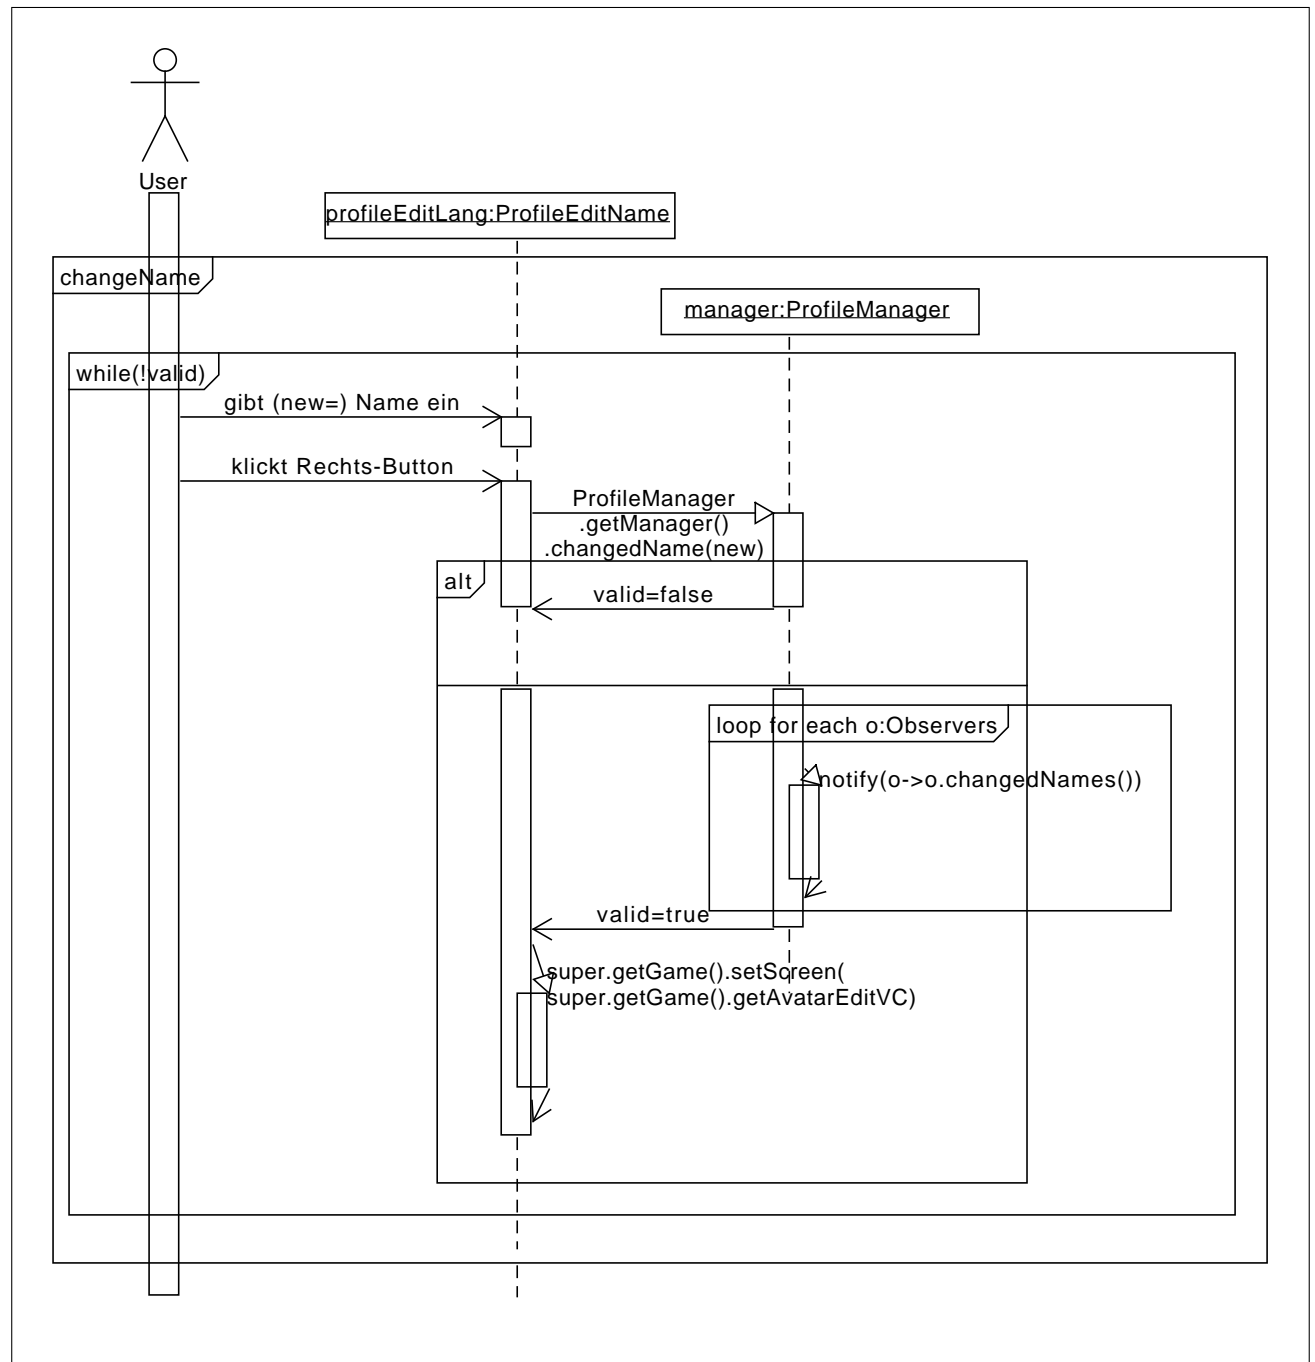 User
profileEditLang:ProfileEditName
changeName
manager:ProfileManager
while(!valid)
gibt (new=) Name ein
klickt Rechts-Button
ProfileManager
.getManager()
.changedName(new)
alt
valid=false
loop for each o:Observers
notify(o->o.changedNames())
valid=true
super.getGame().setScreen(
super.getGame().getAvatarEditVC)